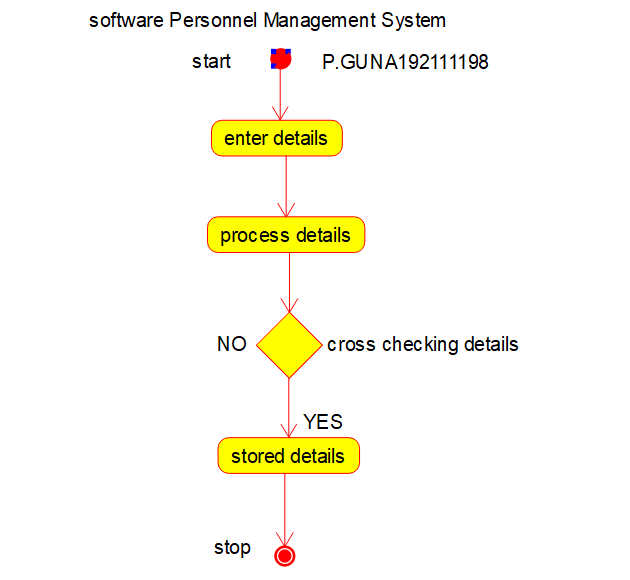 software Personnel Management System
start
P.GUNA192111198
enter details
process details
NO
cross checking details
YES
stored details
stop